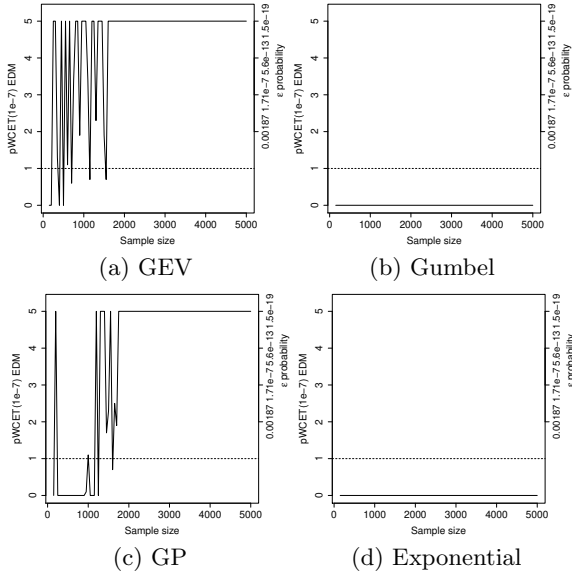 5
4
3
2
1
0
pWCET(1e-7) EDM
0 1000 2000 3000 4000 5000
Sample size
0.00187 1.71e-7 5.6e-13 1.5e-19
ε probability
(a) GEV
5
4
3
2
1
0
pWCET(1e-7) EDM
0 1000 2000 3000 4000 5000
Sample size
0.00187 1.71e-7 5.6e-13 1.5e-19
ε probability
(b) Gumbel
5
4
3
2
1
0
pWCET(1e-7) EDM
0 1000 2000 3000 4000 5000
Sample size
0.00187 1.71e-7 5.6e-13 1.5e-19
ε probability
(c) GP
5
4
3
2
1
0
pWCET(1e-7) EDM
0 1000 2000 3000 4000 5000
Sample size
0.00187 1.71e-7 5.6e-13 1.5e-19
ε probability
(d) Exponential